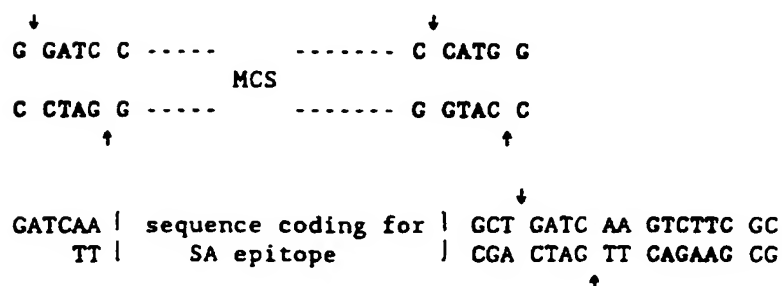 ↓ ↓
G GATC C ----- ------- C CATG G
MCS
C CCTAG G ----- ------- G GTAC C
↑ ↑
↓
GATCAA | sequence coding for | GCT GATC AA GTCTTC GC
TT | SA epitope | CGA CTAG TT CAGAAG CG
↑